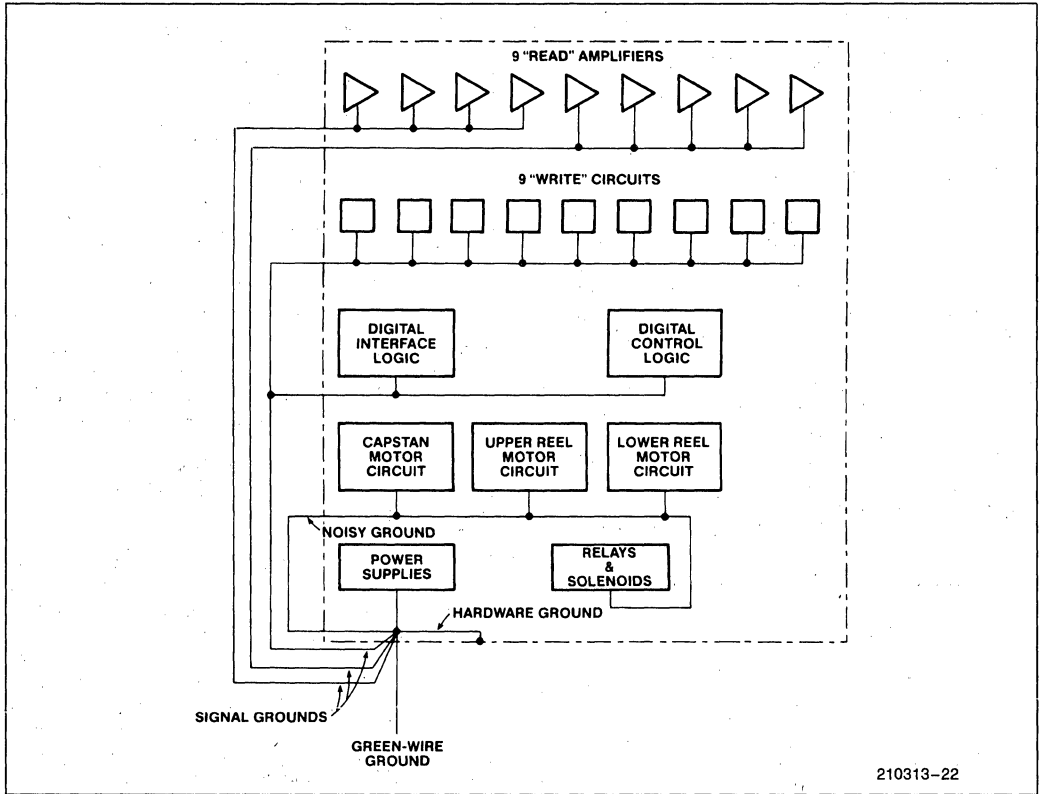 9 "READ" AMPLIFIERS
9 "WRITE" CIRCUITS
DIGITAL
INTERFACE
LOGIC
DIGITAL
CONTROL
LOGIC
CAPSTAN
MOTOR
CIRCUIT
UPPER REEL
MOTOR
CIRCUIT
LOWER REEL
MOTOR
CIRCUIT
NOISY GROUND
POWER
SUPPLIES
RELAYS
&
SOLENOIDS
HARDWARE GROUND
SIGNAL GROUNDS
GREEN-WIRE
GROUND
210313–22